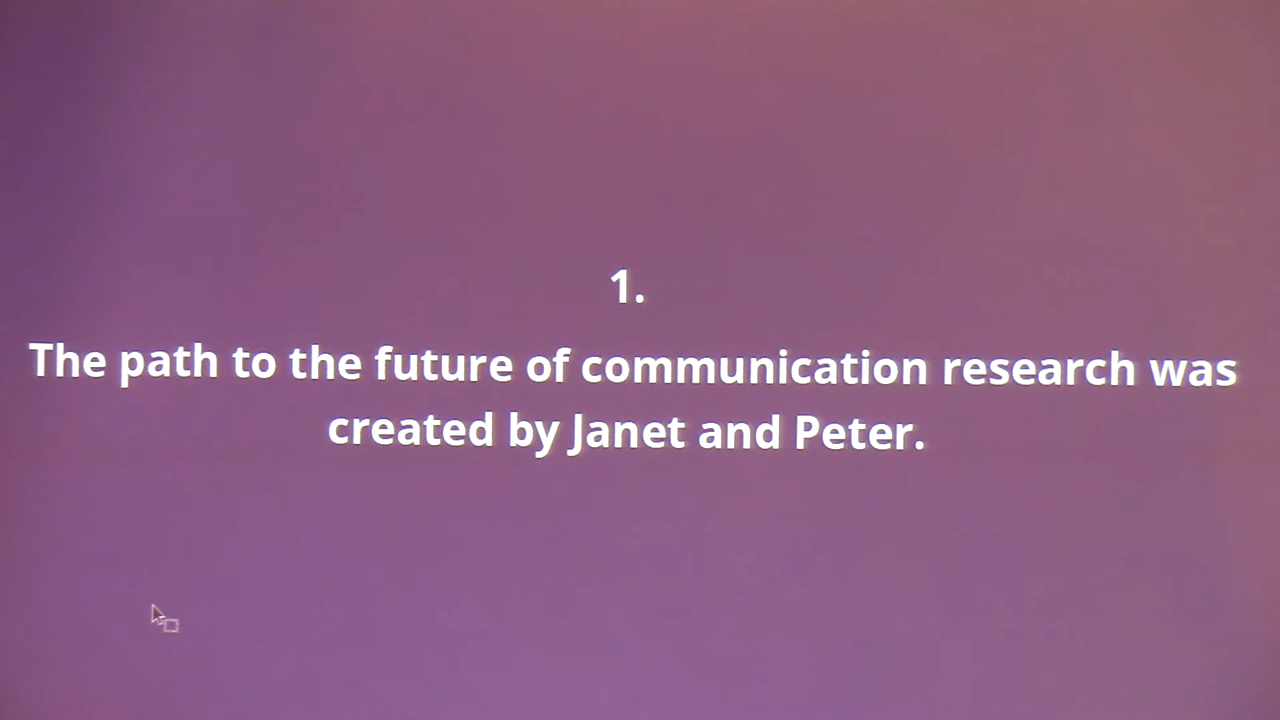 1.
The path to the future of communication research was
created by Janet and Peter.